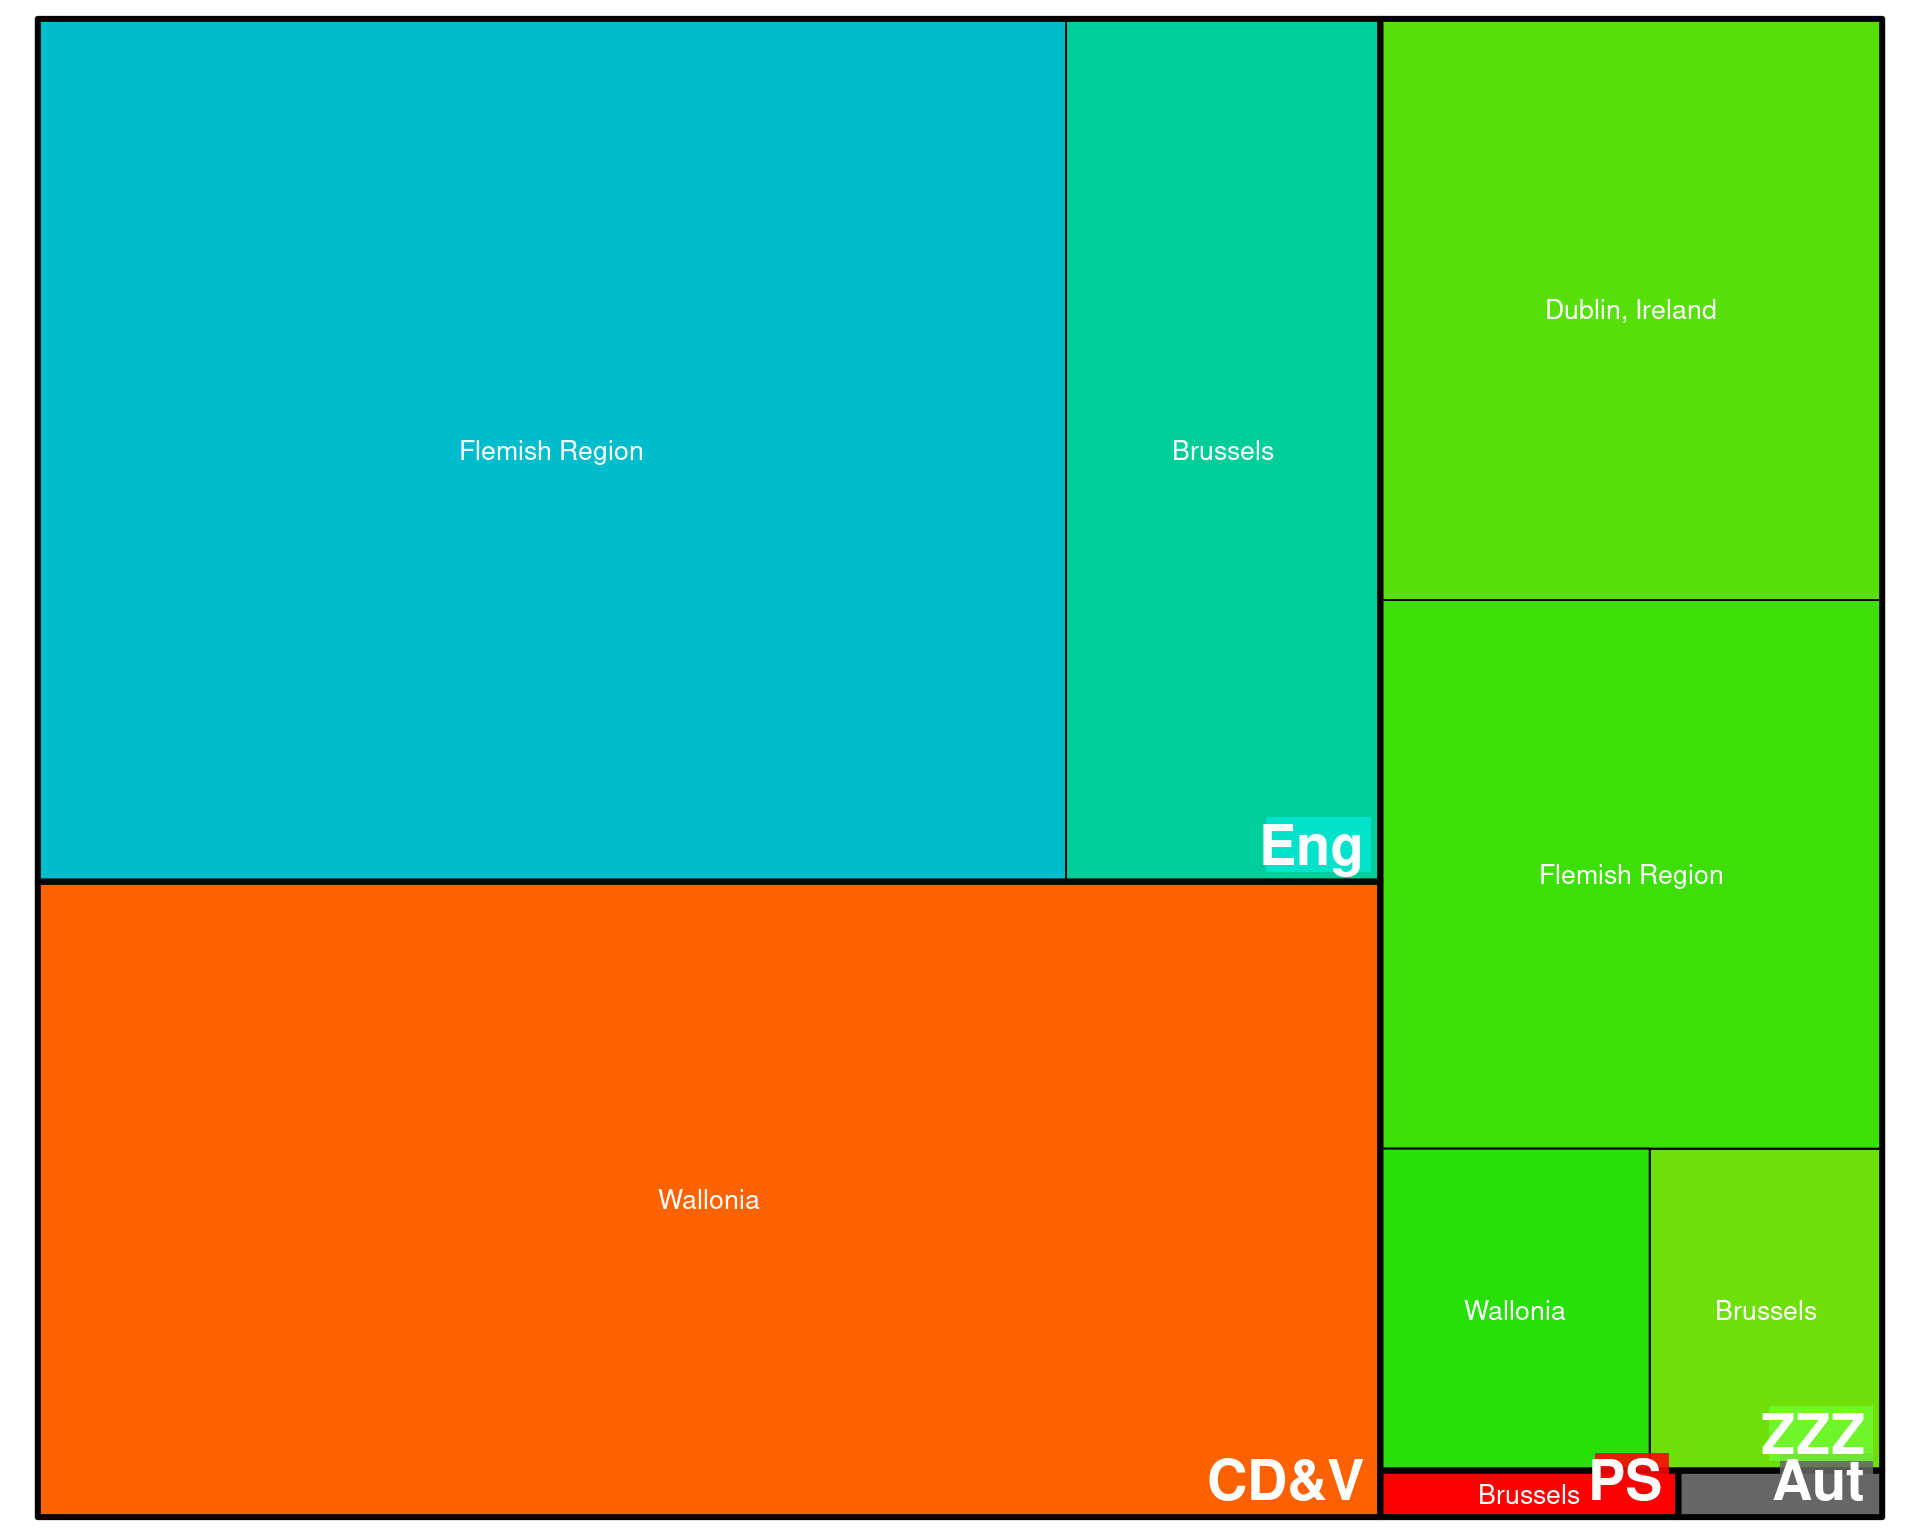 Flemish Region
Brussels
Eng
Wallonia
CD&V
Dublin, Ireland
Flemish Region
Wallonia
Brussels
ZZZ
Brussels
PS
Aut